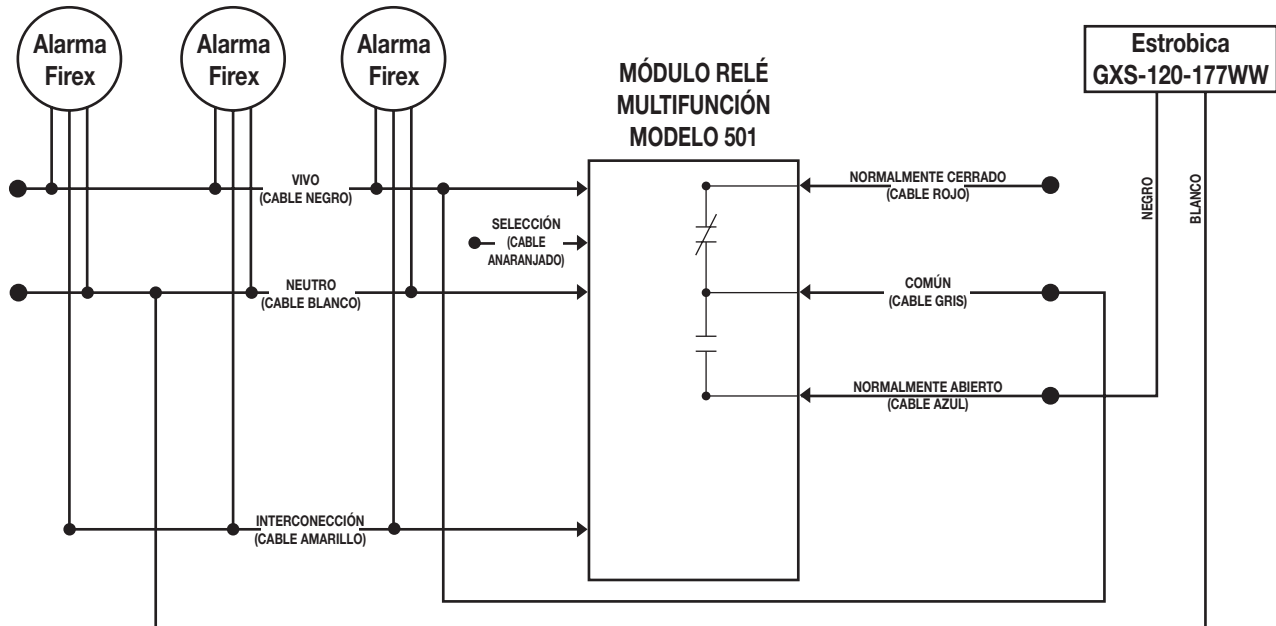 Alarma
Firex
Alarma
Firex
Alarma
Firex
MÓDULO RELÉ
MULTIFUNCIÓN
MODELO 501
Estrobica
GXS-120-177WW
VIVO
(CABLE NEGRO)
SELECCIÓN
(CABLE
ANARANJADO)
NEUTRO
(CABLE BLANCO)
INTERCONECCIÓN
(CABLE AMARILLO)
NORMALMENTE CERRADO
(CABLE ROJO)
COMÚN
(CABLE GRIS)
NORMALMENTE ABIERTO
(CABLE AZUL)
NEGRO
BLANCO